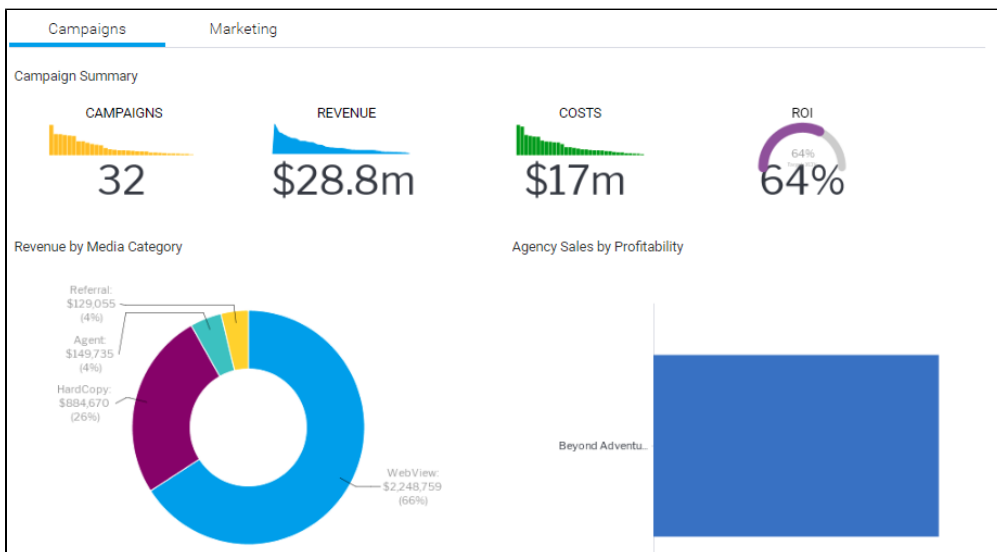 Campaigns
Marketing
Campaign Summary
CAMPAIGNS
REVENUE
COSTS
ROI
64%
32
$28.8m
$17m
64%
Revenue by Media Category
Agency Sales by Profitability
Referral:
$129,055
(4%)
Agent:
$149,735
(4%)
HardCopy:
$884,670
(26%)
WebView:
$2,248,759
(66%)
Beyond Adventu..